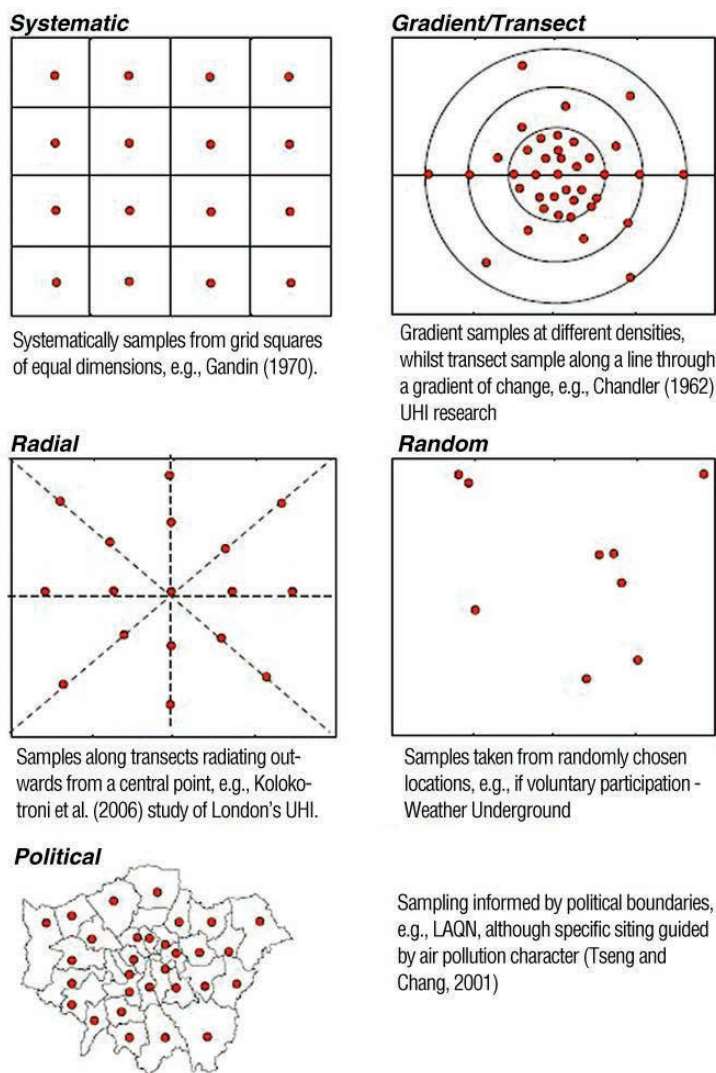 Systematic
Gradient/Transect
Systematically samples from grid squares
of equal dimensions, e.g., Gandin (1970).
Gradient samples at different densities,
whilst transect sample along a line through
a gradient of change, e.g., Chandler (1962)
UHI research
Radial
Random
Samples along transects radiating out-
wards from a central point, e.g., Koloko-
troni et al. (2006) study of London's UHI.
Samples taken from randomly chosen
locations, e.g., if voluntary participation -
Weather Underground
Political
Sampling informed by political boundaries,
e.g., LAQN, although specific siting guided
by air pollution character (Tseng and
Chang, 2001)